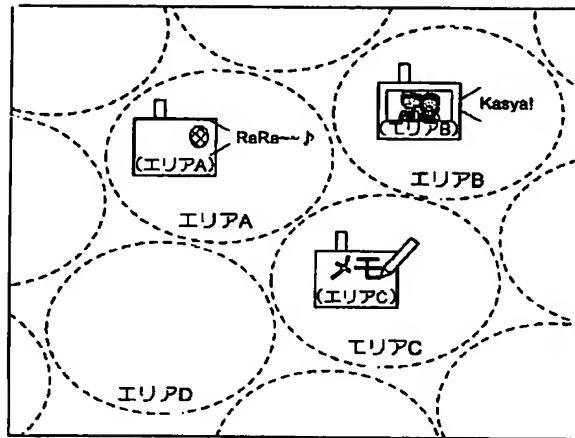 Kasya!
(エリアB)
RaRa~~♪
(エリアA)
エリアB
エリアA
メモ
(エリアC)
エリアC
エリアD